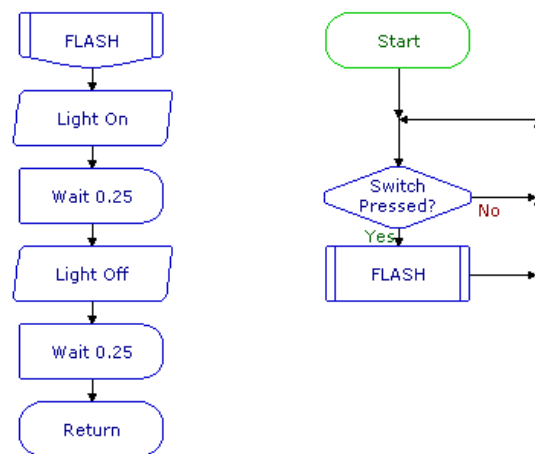 FLASH
Light On
Wait 0.25
Light Off
Wait 0.25
Return
Start
Switch
Pressed?
No
Yes
FLASH